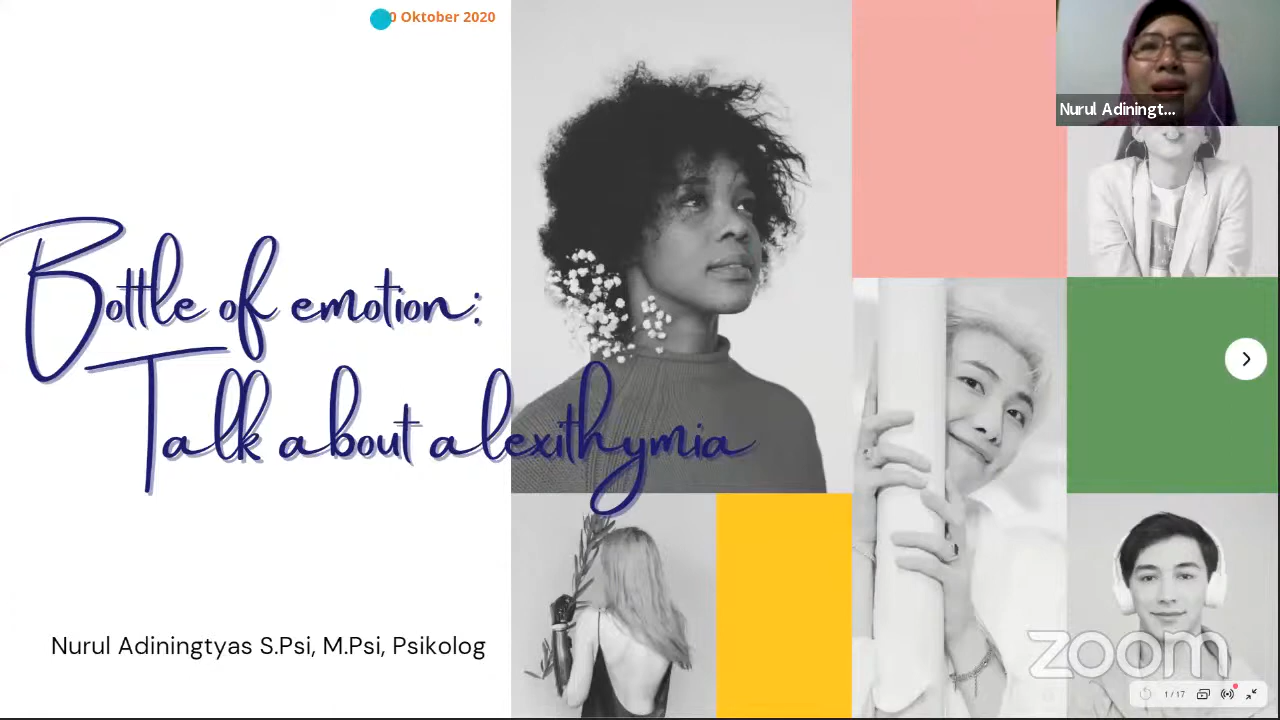 0 Oktober 2020
Nurul Adiningt...
Bottle of emotion:
Talk about alexithymia
Nurul Adiningtyas S.Psi, M.Psi, Psikolog
zoom
1 / 17